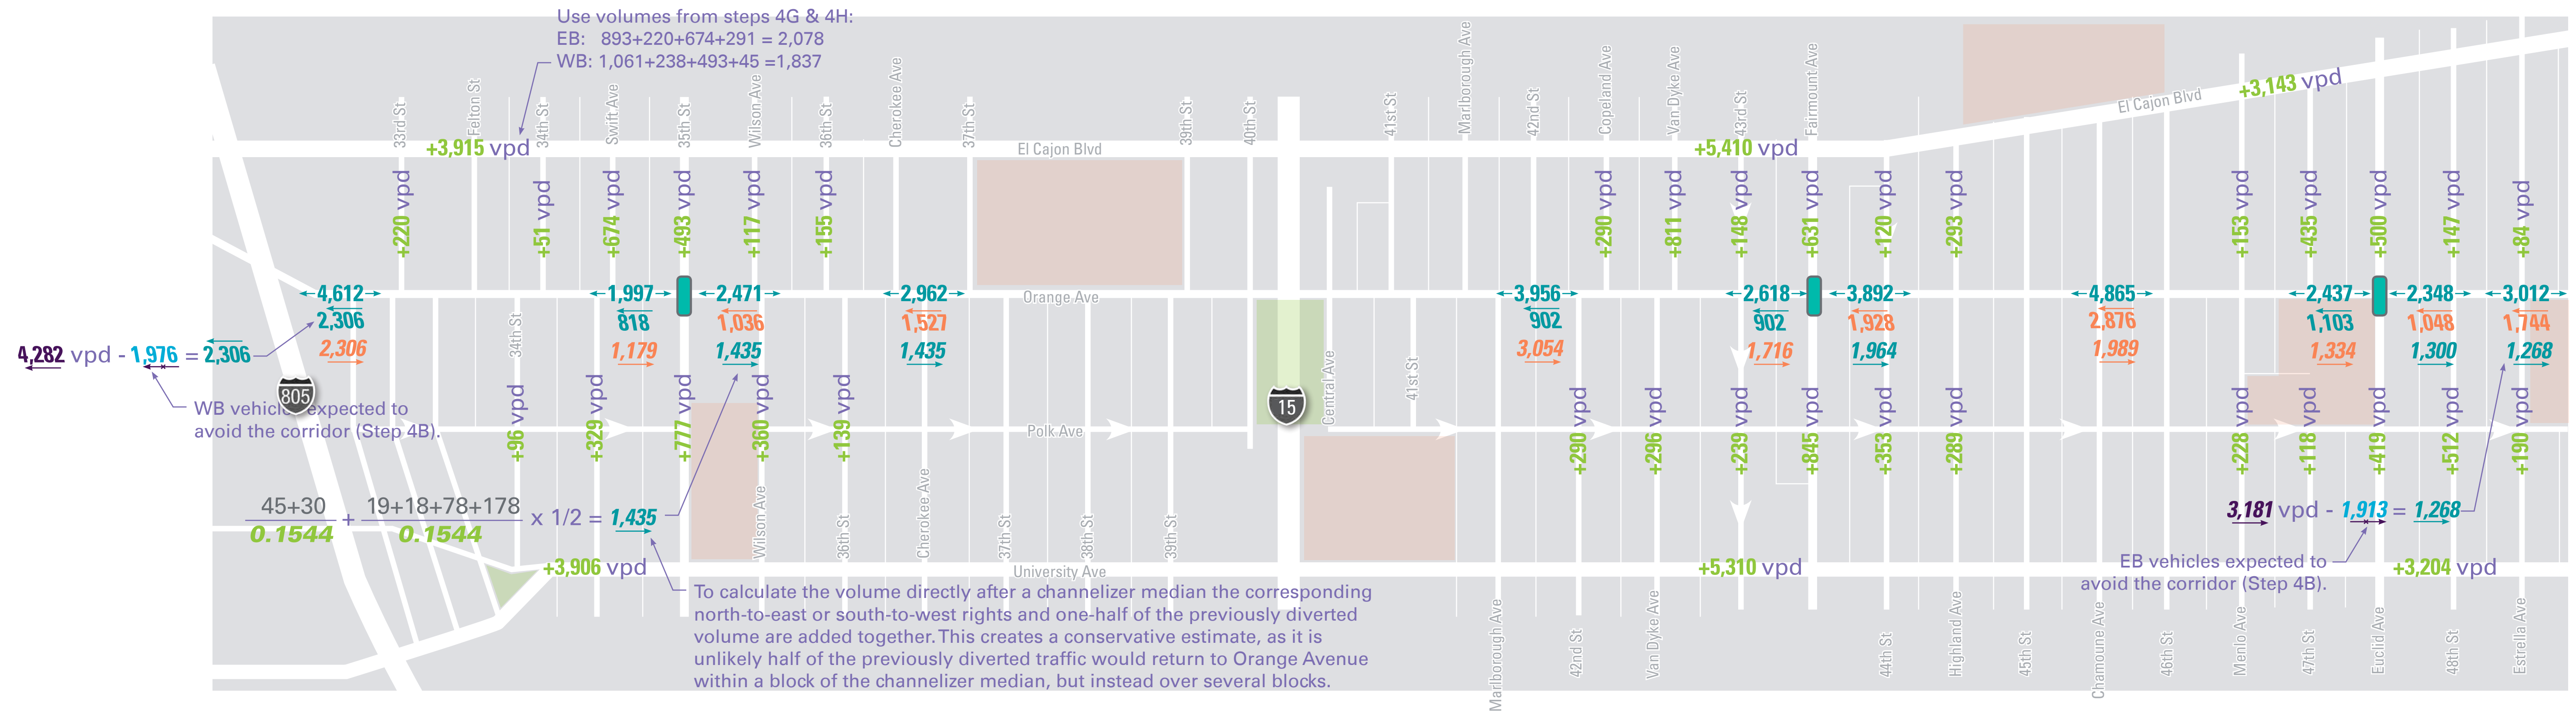 Use volumes from steps 4G & 4H:
EB: 893+220+674+291 = 2,078
WB: 1,061+238+493+45 =1,837
33rd St
Felton St
34th St
Swift Ave
35th St
Wilson Ave
36th St
Cherokee Ave
37th St
39th St
40th St
41st St
Marlborough Ave
42nd St
Copeland Ave
Van Dyke Ave
43rd St
Fairmount Ave
El Cajon Blvd
+3,143 vpd
+3,915 vpd
El Cajon Blvd
+5,410 vpd
+220 vpd
+51 vpd
+674 vpd
+493 vpd
+117 vpd
+155 vpd
+290 vpd
+811 vpd
+148 vpd
+631 vpd
+120 vpd
+293 vpd
+153 vpd
+435 vpd
+500 vpd
+147 vpd
+84 vpd
4,612
1,997
2,471
2,962
Orange Ave
3,956
2,618
3,892
4,865
2,437
2,348
3,012
2,306
818
1,036
1,527
902
902
1,928
2,876
1,103
1,048
1,744
2,306
1,179
1,435
1,435
3,054
1,716
1,964
1,989
1,334
1,300
1,268
4,282 vpd - 1,976 = 2,306
34th St
Central Ave
41st St
805
15
WB vehicles expected to
avoid the corridor (Step 4B).
Polk Ave
+96 vpd
+329 vpd
+777 vpd
+360 vpd
+139 vpd
+290 vpd
+296 vpd
+239 vpd
+845 vpd
+353 vpd
+289 vpd
+228 vpd
+118 vpd
+419 vpd
+512 vpd
+190 vpd
45+30
0.1544
+
19+18+78+178
0.1544
x 1/2 = 1,435
3,181 vpd - 1,913 = 1,268
EB vehicles expected to
avoid the corridor (Step 4B).
Wilson Ave
36th St
Cherokee Ave
37th St
38th St
39th St
+3,906 vpd
University Ave
+5,310 vpd
+3,204 vpd
To calculate the volume directly after a channelizer median the corresponding
north-to-east or south-to-west rights and one-half of the previously diverted
volume are added together. This creates a conservative estimate, as it is
unlikely half of the previously diverted traffic would return to Orange Avenue
within a block of the channelizer median, but instead over several blocks.
Marlborough Ave
42nd St
Van Dyke Ave
44th St
Highland Ave
45th St
Chamoune Ave
46th St
Menlo Ave
47th St
Euclid Ave
48th St
Estrella Ave